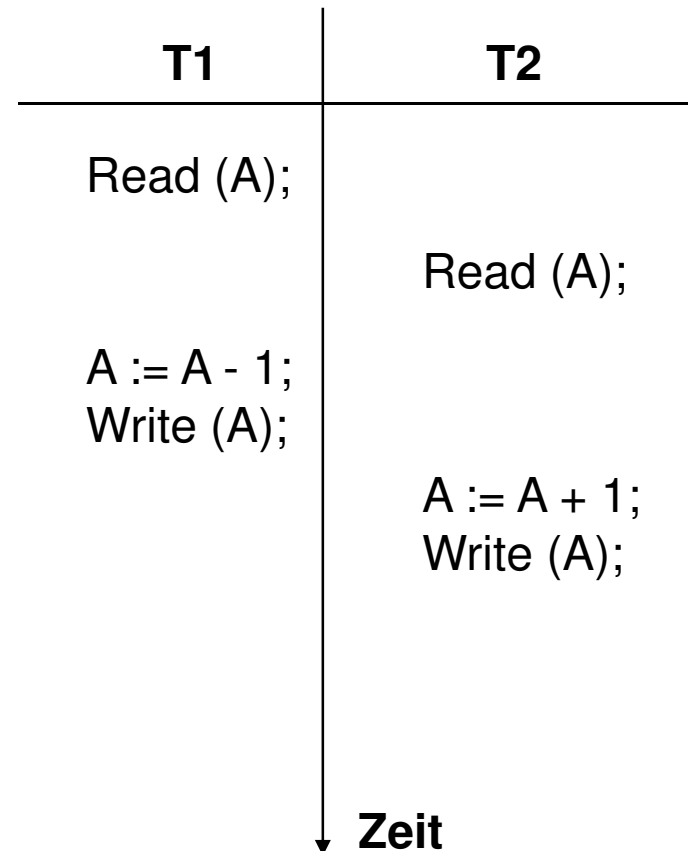 T1 T2
Read (A);
Read (A);
A := A - 1;
Write (A);
A := A + 1;
Write (A);
Zeit